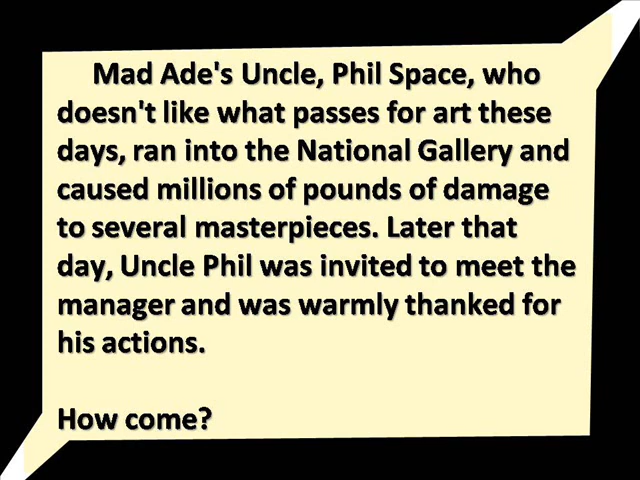 Mad Ade's Uncle, Phil Space, who
doesn't like what passes for art these
days, ran into the National Gallery and
caused millions of pounds of damage
to several masterpieces. Later that
day, Uncle Phil was invited to meet the
manager and was warmly thanked for
his actions.
How come?